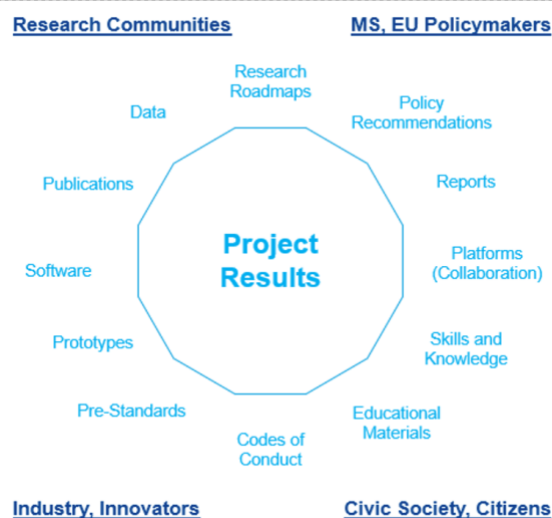 Research Communities
MS, EU Policymakers
Research
Roadmaps
Policy
Recommendations
Data
Reports
Publications
Project
Results
Platforms
(Collaboration)
Software
Skills and
Knowledge
Prototypes
Educational
Materials
Pre-Standards
Codes of
Conduct
Industry, Innovators
Civic Society, Citizens